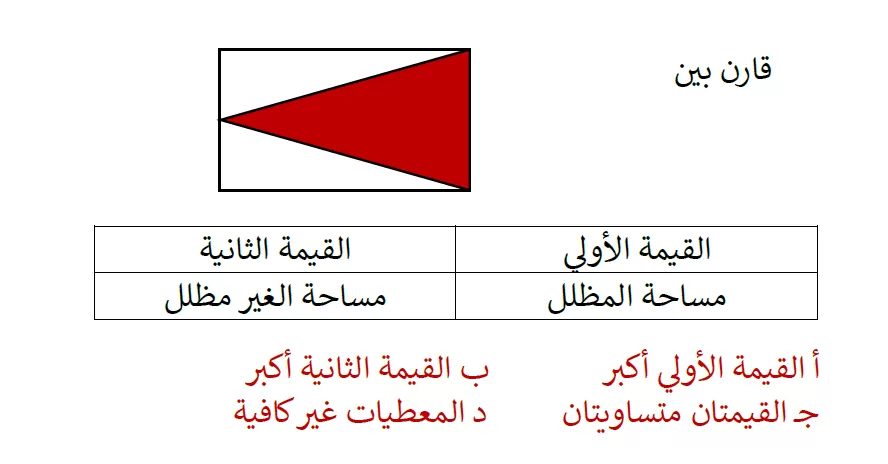 قارن بين
القيمة الأولي القيمة الثانية
مساحة المظلل مساحة الغير مظلل
أ القيمة الأولي أكبر ب القيمة الثانية أكبر
جـ القيمتان متساويتان د المعطيات غير كافية